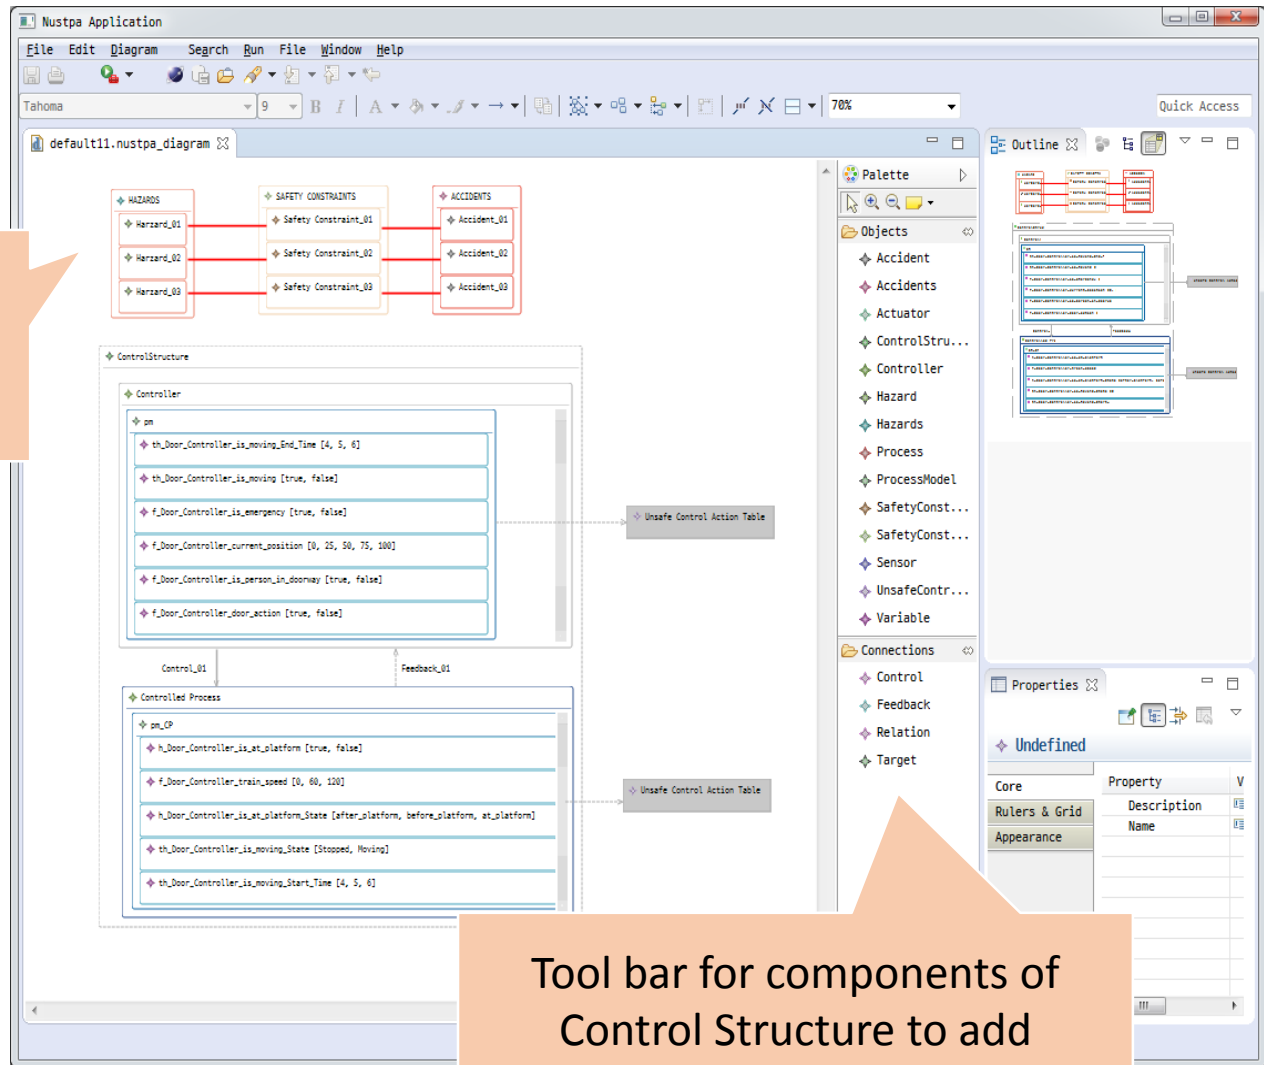 Nustpa Application
File Edit Diagram Search Run File Window Help
Tahoma 9 B I A 70% Quick Access
default11.nustpa_diagram
HAZARDS
Harzard_01
Harzard_02
Harzard_03
SAFETY CONSTRAINTS
Safety Constraint_01
Safety Constraint_02
Safety Constraint_03
ACCIDENTS
Accident_01
Accident_02
Accident_03
ControlStructure
Controller
pm
th_Door_Controller_is_moving_End_Time [4, 5, 6]
th_Door_Controller_is_moving [true, false]
f_Door_Controller_is_emergency [true, false]
f_Door_Controller_current_position [0, 25, 50, 75, 100]
f_Door_Controller_is_person_in_doorway [true, false]
f_Door_Controller_door_action [true, false]
Unsafe Control Action Table
Control_01
Feedback_01
Controlled Process
pm_CP
h_Door_Controller_is_at_platform [true, false]
f_Door_Controller_train_speed [0, 60, 120]
h_Door_Controller_is_at_platform_State [after_platform, before_platform, at_platform]
th_Door_Controller_is_moving_State [Stopped, Moving]
th_Door_Controller_is_moving_Start_Time [4, 5, 6]
Unsafe Control Action Table
Palette
Objects
Accident
Accidents
Actuator
ControlStru...
Controller
Hazard
Hazards
Process
ProcessModel
SafetyConst...
SafetyConst...
Sensor
UnsafeContr...
Variable
Connections
Control
Feedback
Relation
Target
Outline
Properties
Undefined
Core
Rulers & Grid
Appearance
Property V
Description
Name
Tool bar for components of
Control Structure to add